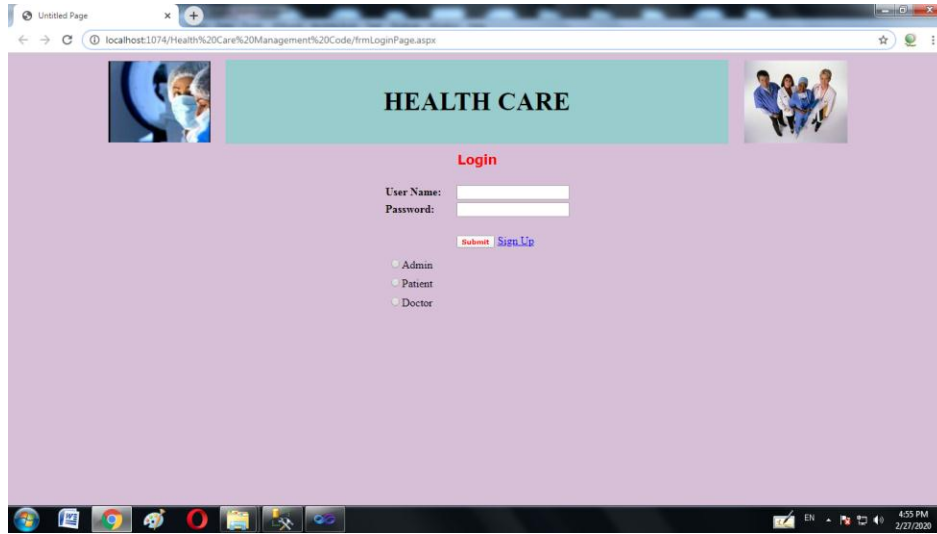 Untitled Page
localhost:1074/Health%20Care%20Management%20Code/frmLoginPage.aspx
HEALTH CARE
Login
User Name:
Password:
Submit Sign Up
Admin
Patient
Doctor
EN 4:55 PM
2/27/2020